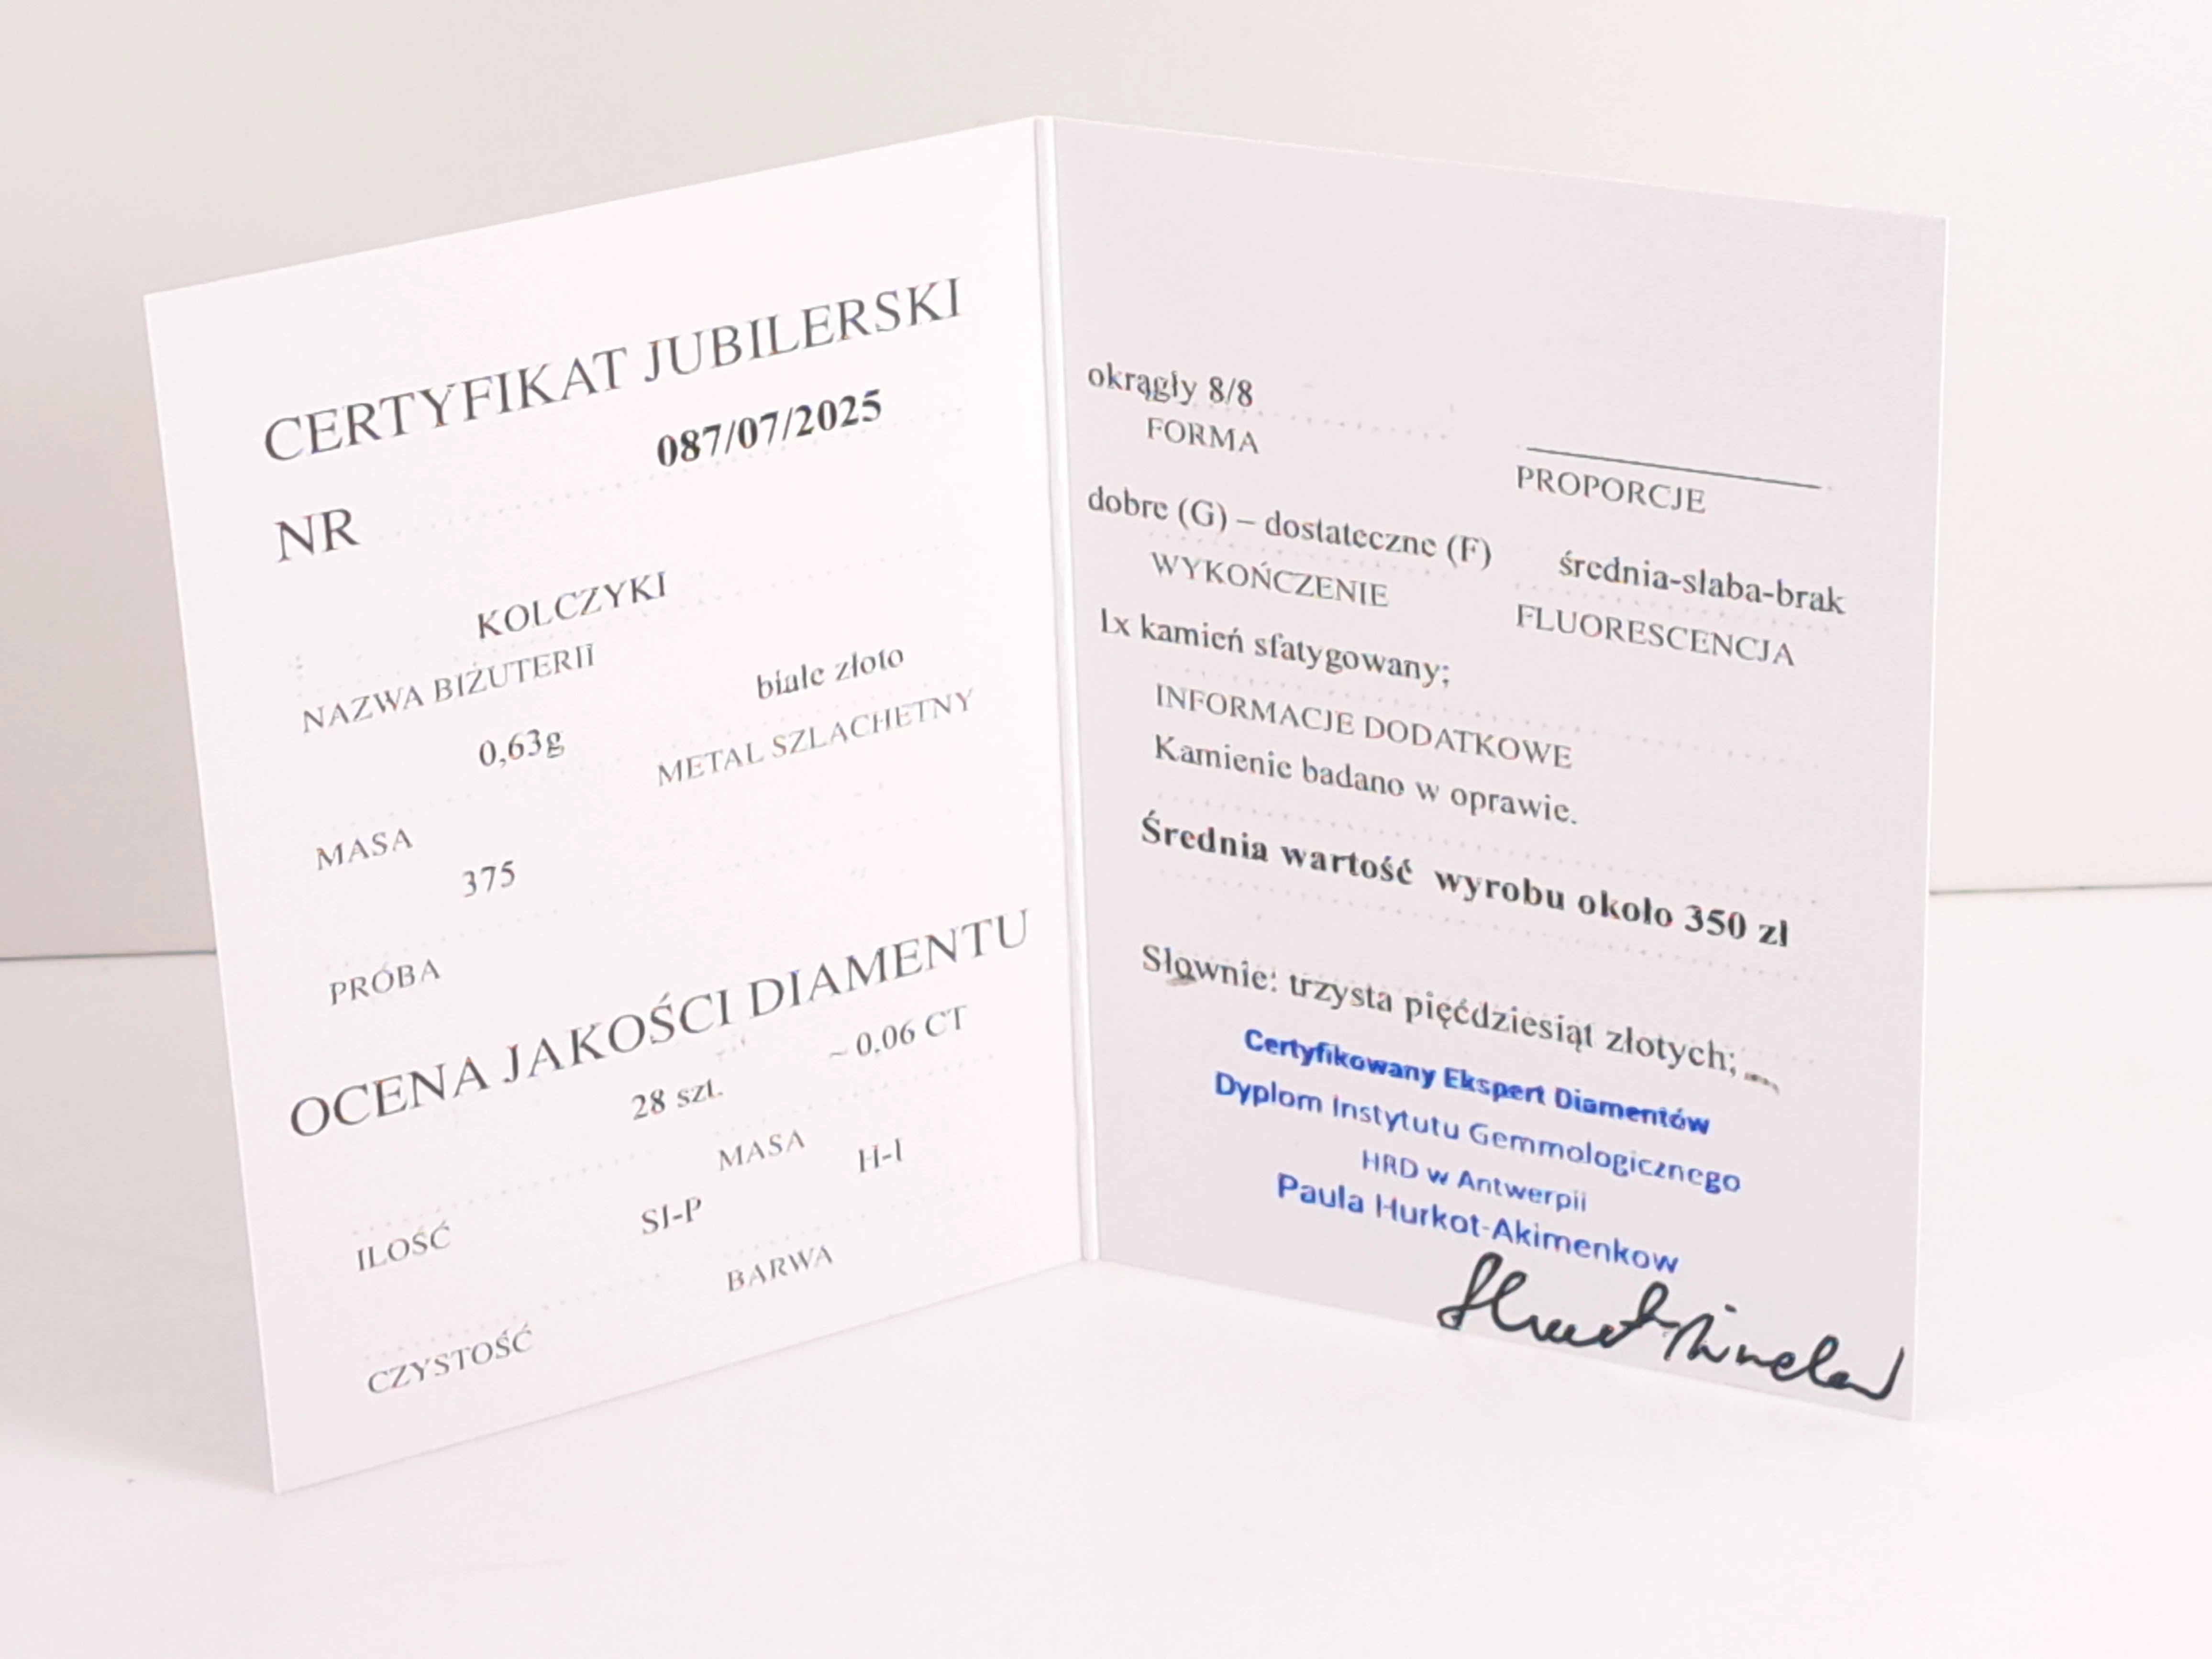 CERTYFIKAT JUBILERSKI
087/07/2025
NR
KOLCZYKI
NAZWA BIŻUTERII
białe złoto
0,63g
METAL SZLACHETNY
MASA
375
PRÓBA
OCENA JAKOŚCI DIAMENTU
28 szt.
~ 0,06 CT
ILOŚĆ
MASA
SI-P
H-I
CZYSTOŚĆ
BARWA
okrągły 8/8
FORMA
PROPORCJE
dobre (G) – dostateczne (F)
średnia-słaba-brak
WYKOŃCZENIE
FLUORESCENCJA
1x kamień sfatygowany;
INFORMACJE DODATKOWE
Kamienie badano w oprawie.
Średnia wartość wyrobu około 350 zł
Słownie: trzysta pięćdziesiąt złotych;
Certyfikowany Ekspert Diamentów
Dyplom Instytutu Gemmologicznego
HRD w Antwerpii
Paula Hurkot-Akimenkow